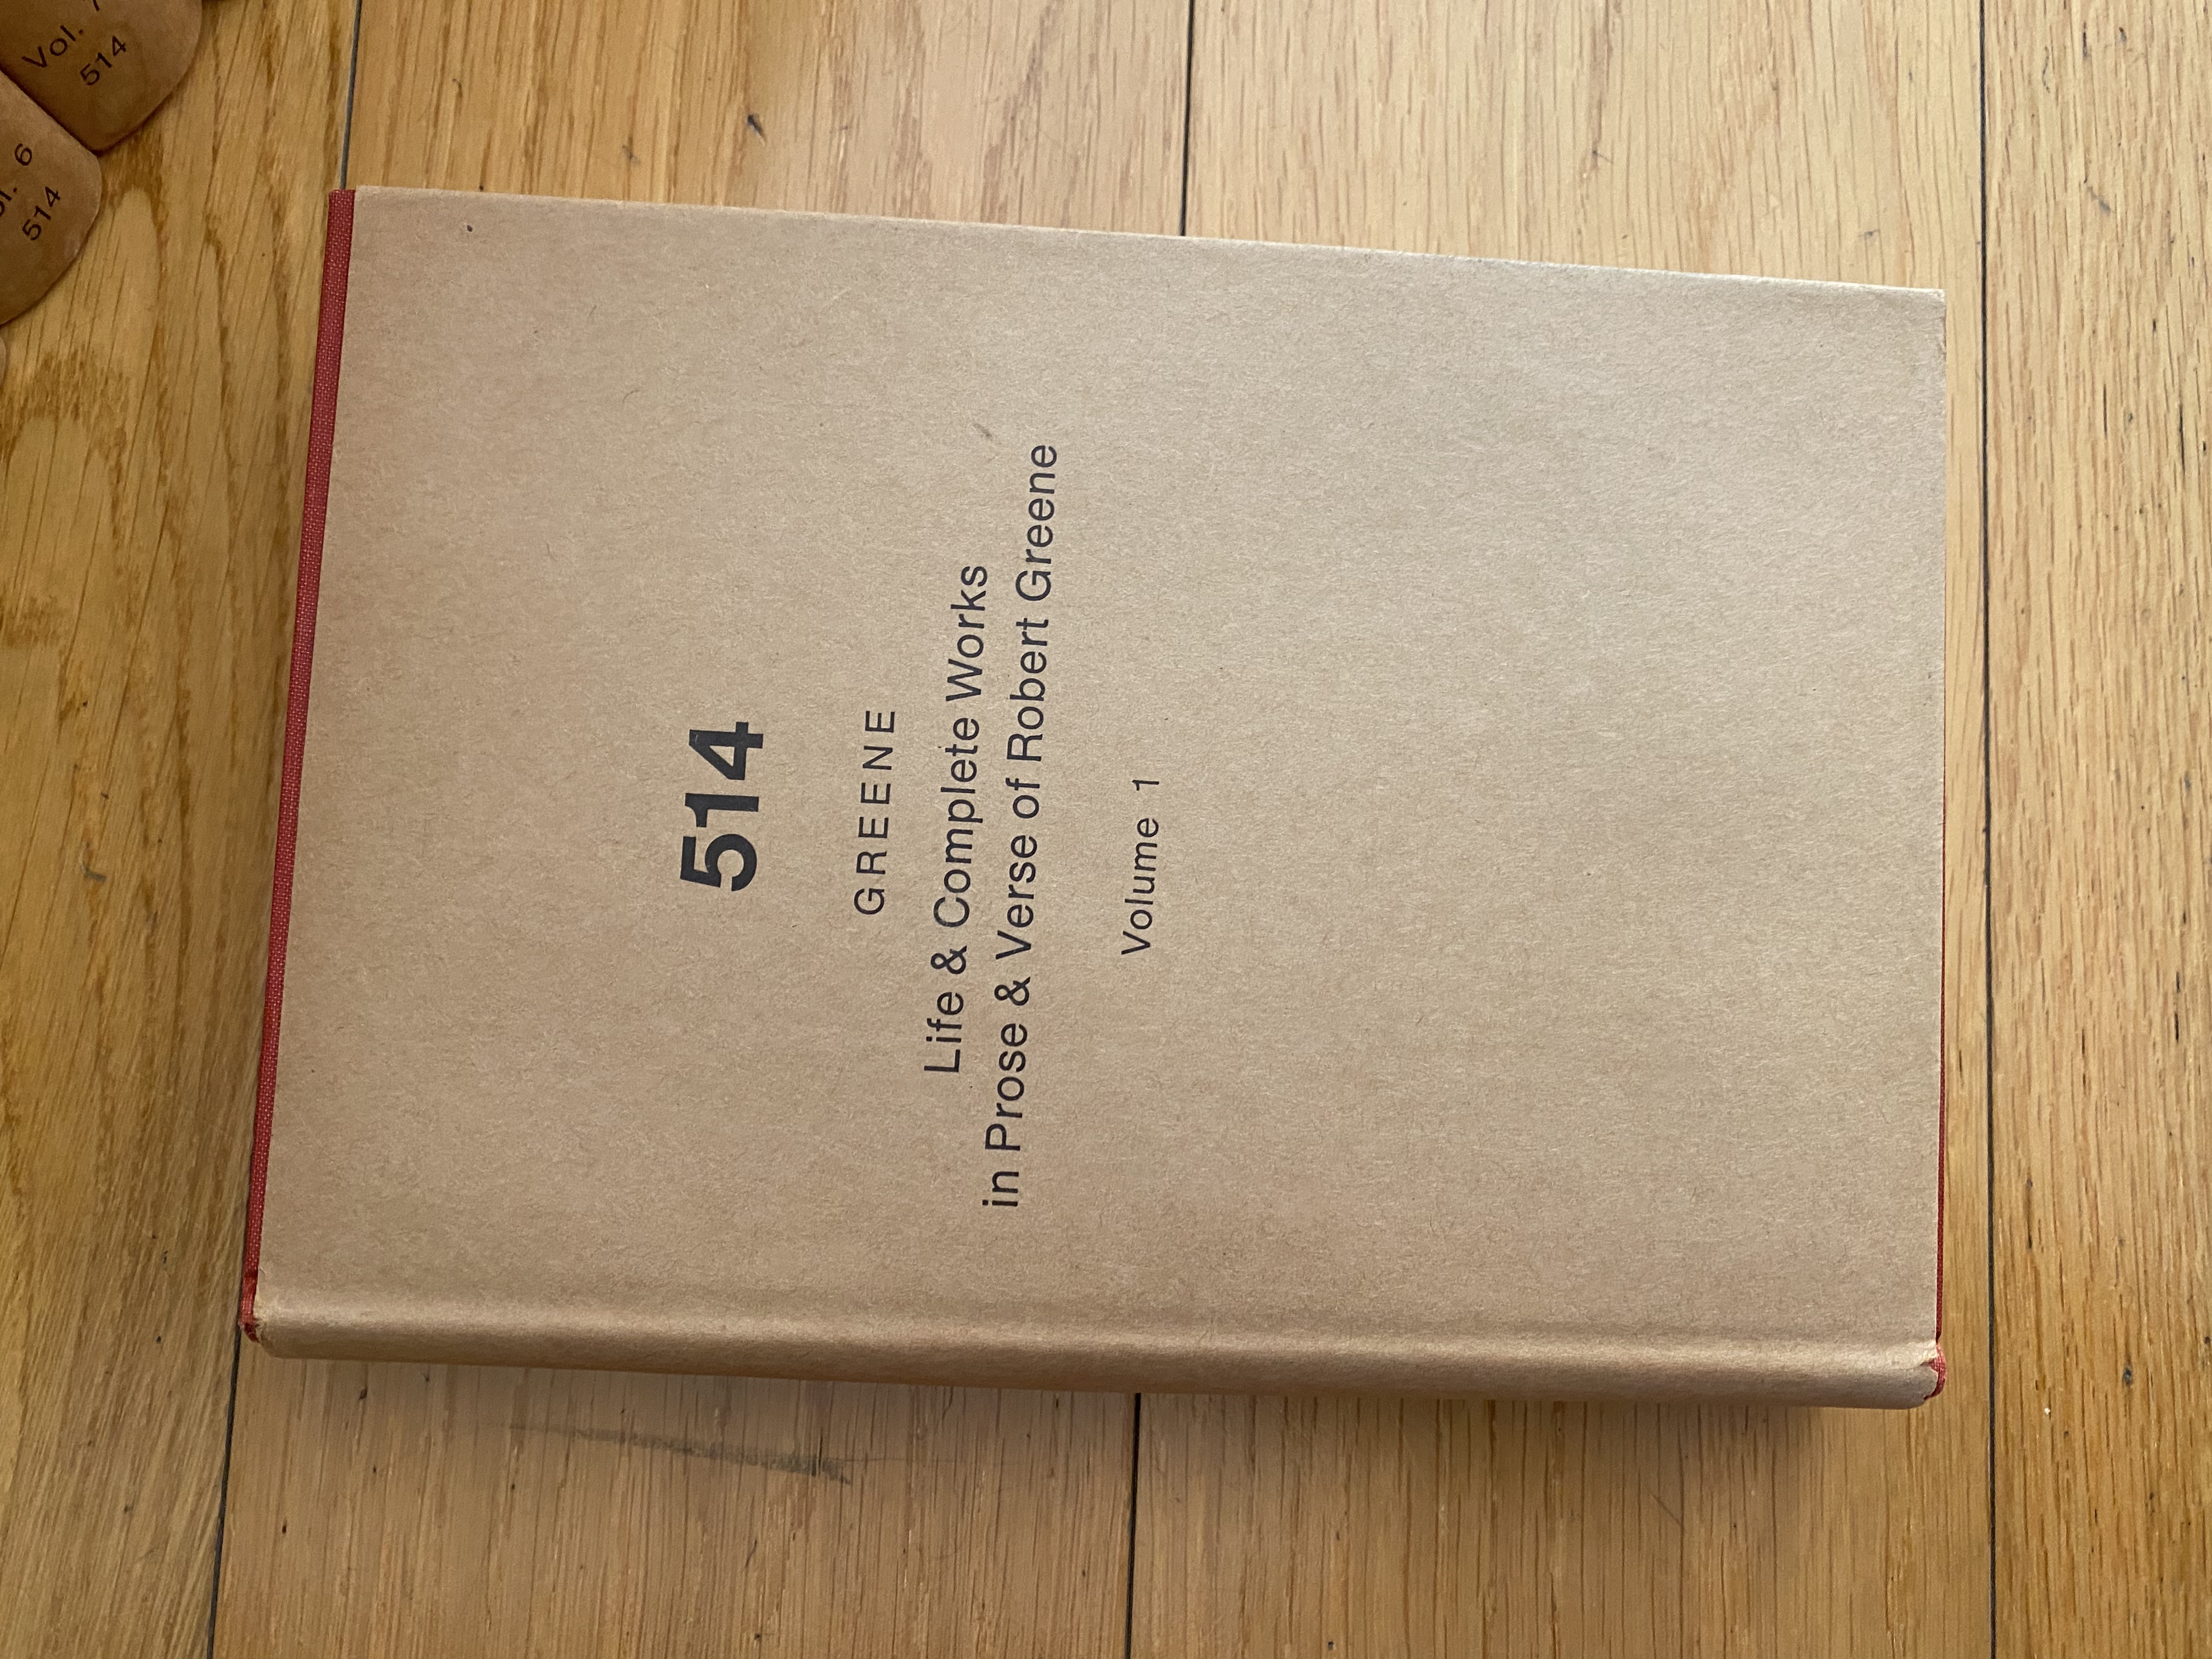 514
GREENE
Life & Complete Works
in Prose & Verse of Robert Greene
Volume 1
Vol.
514
6
514